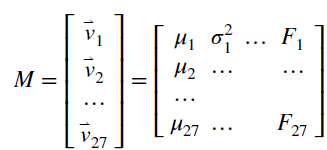 M = [ v⃗₁ ] = [ μ₁ σ₁² … F₁ ]
[ v⃗₂ ] [ μ₂ … … ]
[ … ] [ … ]
[ v⃗₂₇ ] [ μ₂₇ … F₂₇ ]